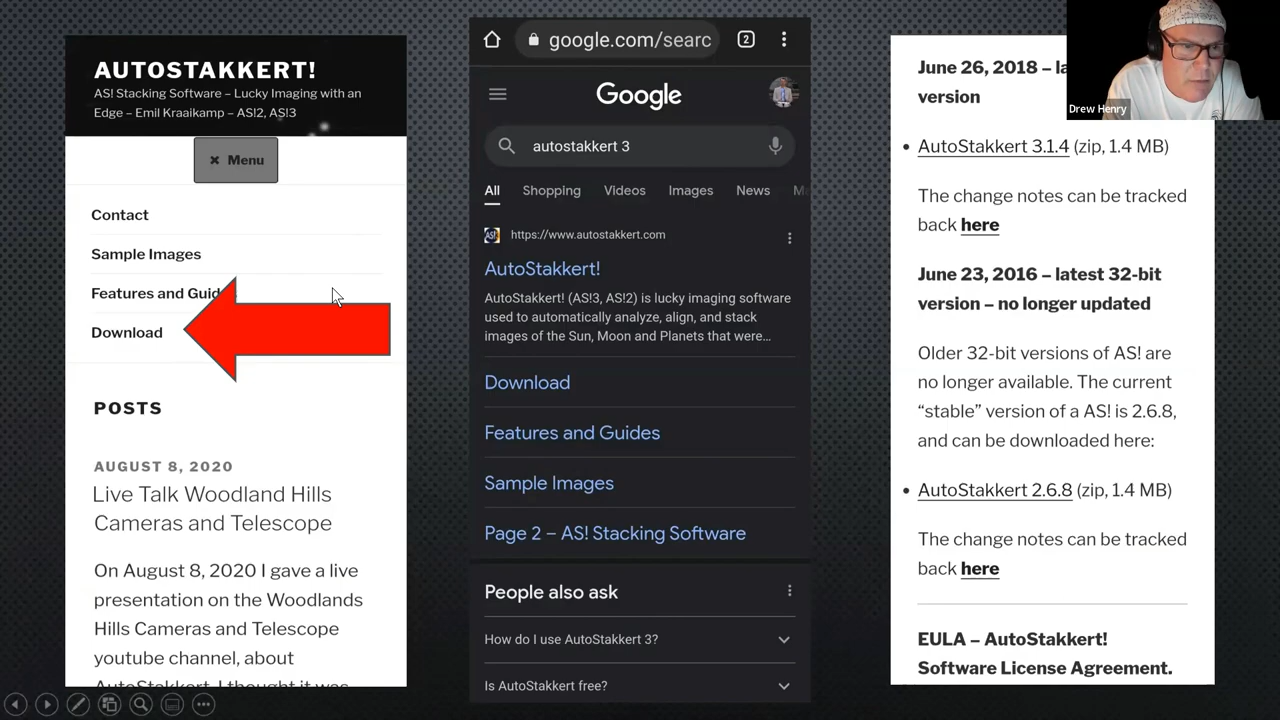 AUTOSTAKKERT!
AS! Stacking Software – Lucky Imaging with an
Edge – Emil Kraaikamp – AS!2, AS!3
× Menu
Contact
Sample Images
Features and Guid
Download
POSTS
AUGUST 8, 2020
Live Talk Woodland Hills
Cameras and Telescope
On August 8, 2020 I gave a live
presentation on the Woodlands
Hills Cameras and Telescope
youtube channel, about
AutoStakkert. I thought it was
google.com/searc
2
Google
autostakkert 3
All Shopping Videos Images News M
AS!
https://www.autostakkert.com
AutoStakkert!
AutoStakkert! (AS!3, AS!2) is lucky imaging software
used to automatically analyze, align, and stack
images of the Sun, Moon and Planets that were...
Download
Features and Guides
Sample Images
Page 2 – AS! Stacking Software
People also ask
How do I use AutoStakkert 3?
Is AutoStakkert free?
June 26, 2018 – la
version
• AutoStakkert 3.1.4 (zip, 1.4 MB)
The change notes can be tracked
back here
June 23, 2016 – latest 32-bit
version – no longer updated
Older 32-bit versions of AS! are
no longer available. The current
“stable” version of a AS! is 2.6.8,
and can be downloaded here:
• AutoStakkert 2.6.8 (zip, 1.4 MB)
The change notes can be tracked
back here
EULA – AutoStakkert!
Software License Agreement.
Drew Henry